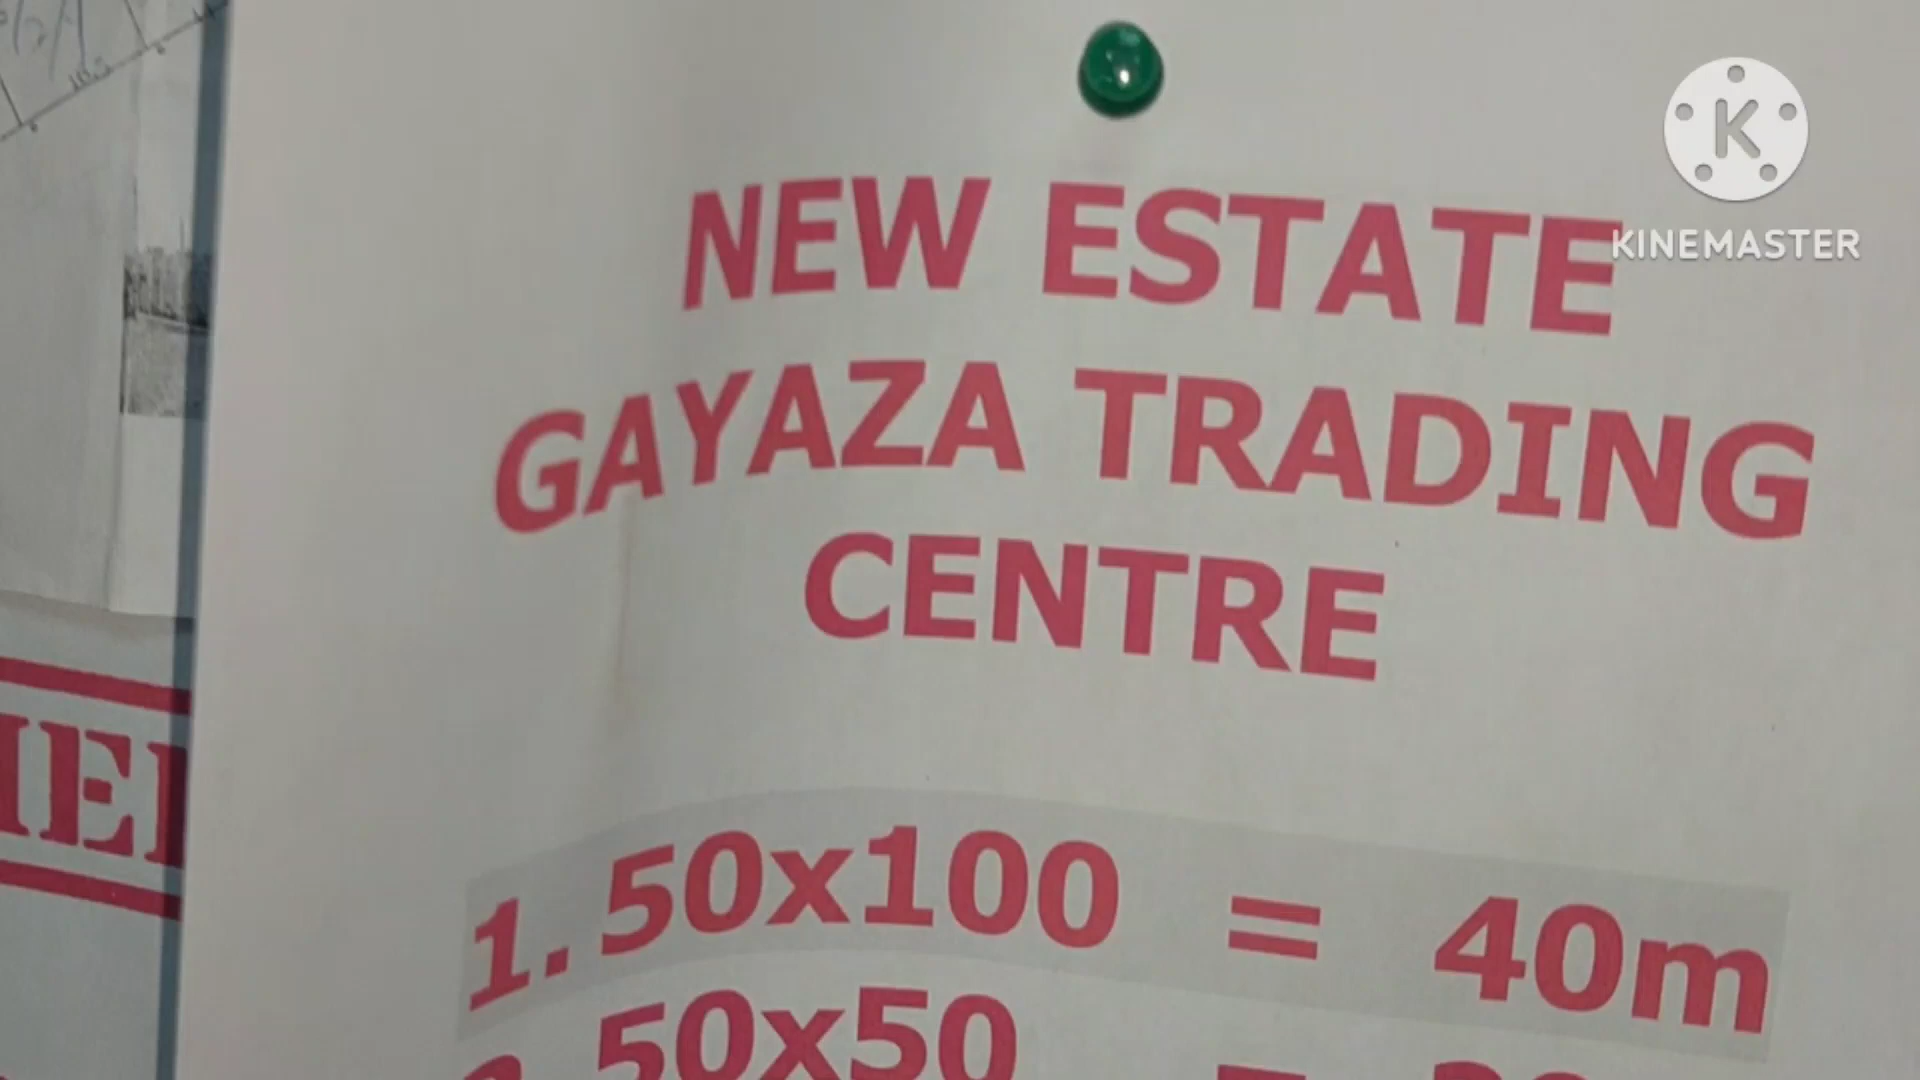 KINEMASTER
NEW ESTATE
GAYAZA TRADING
CENTRE
1. 50x100 = 40m
50x50 =